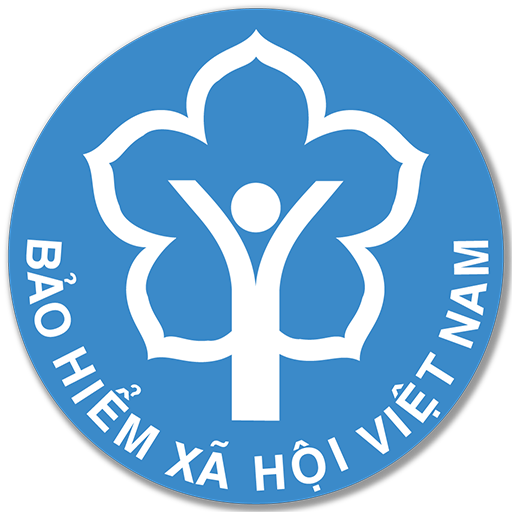 BẢO HIỂM XÃ HỘI VIỆT NAM